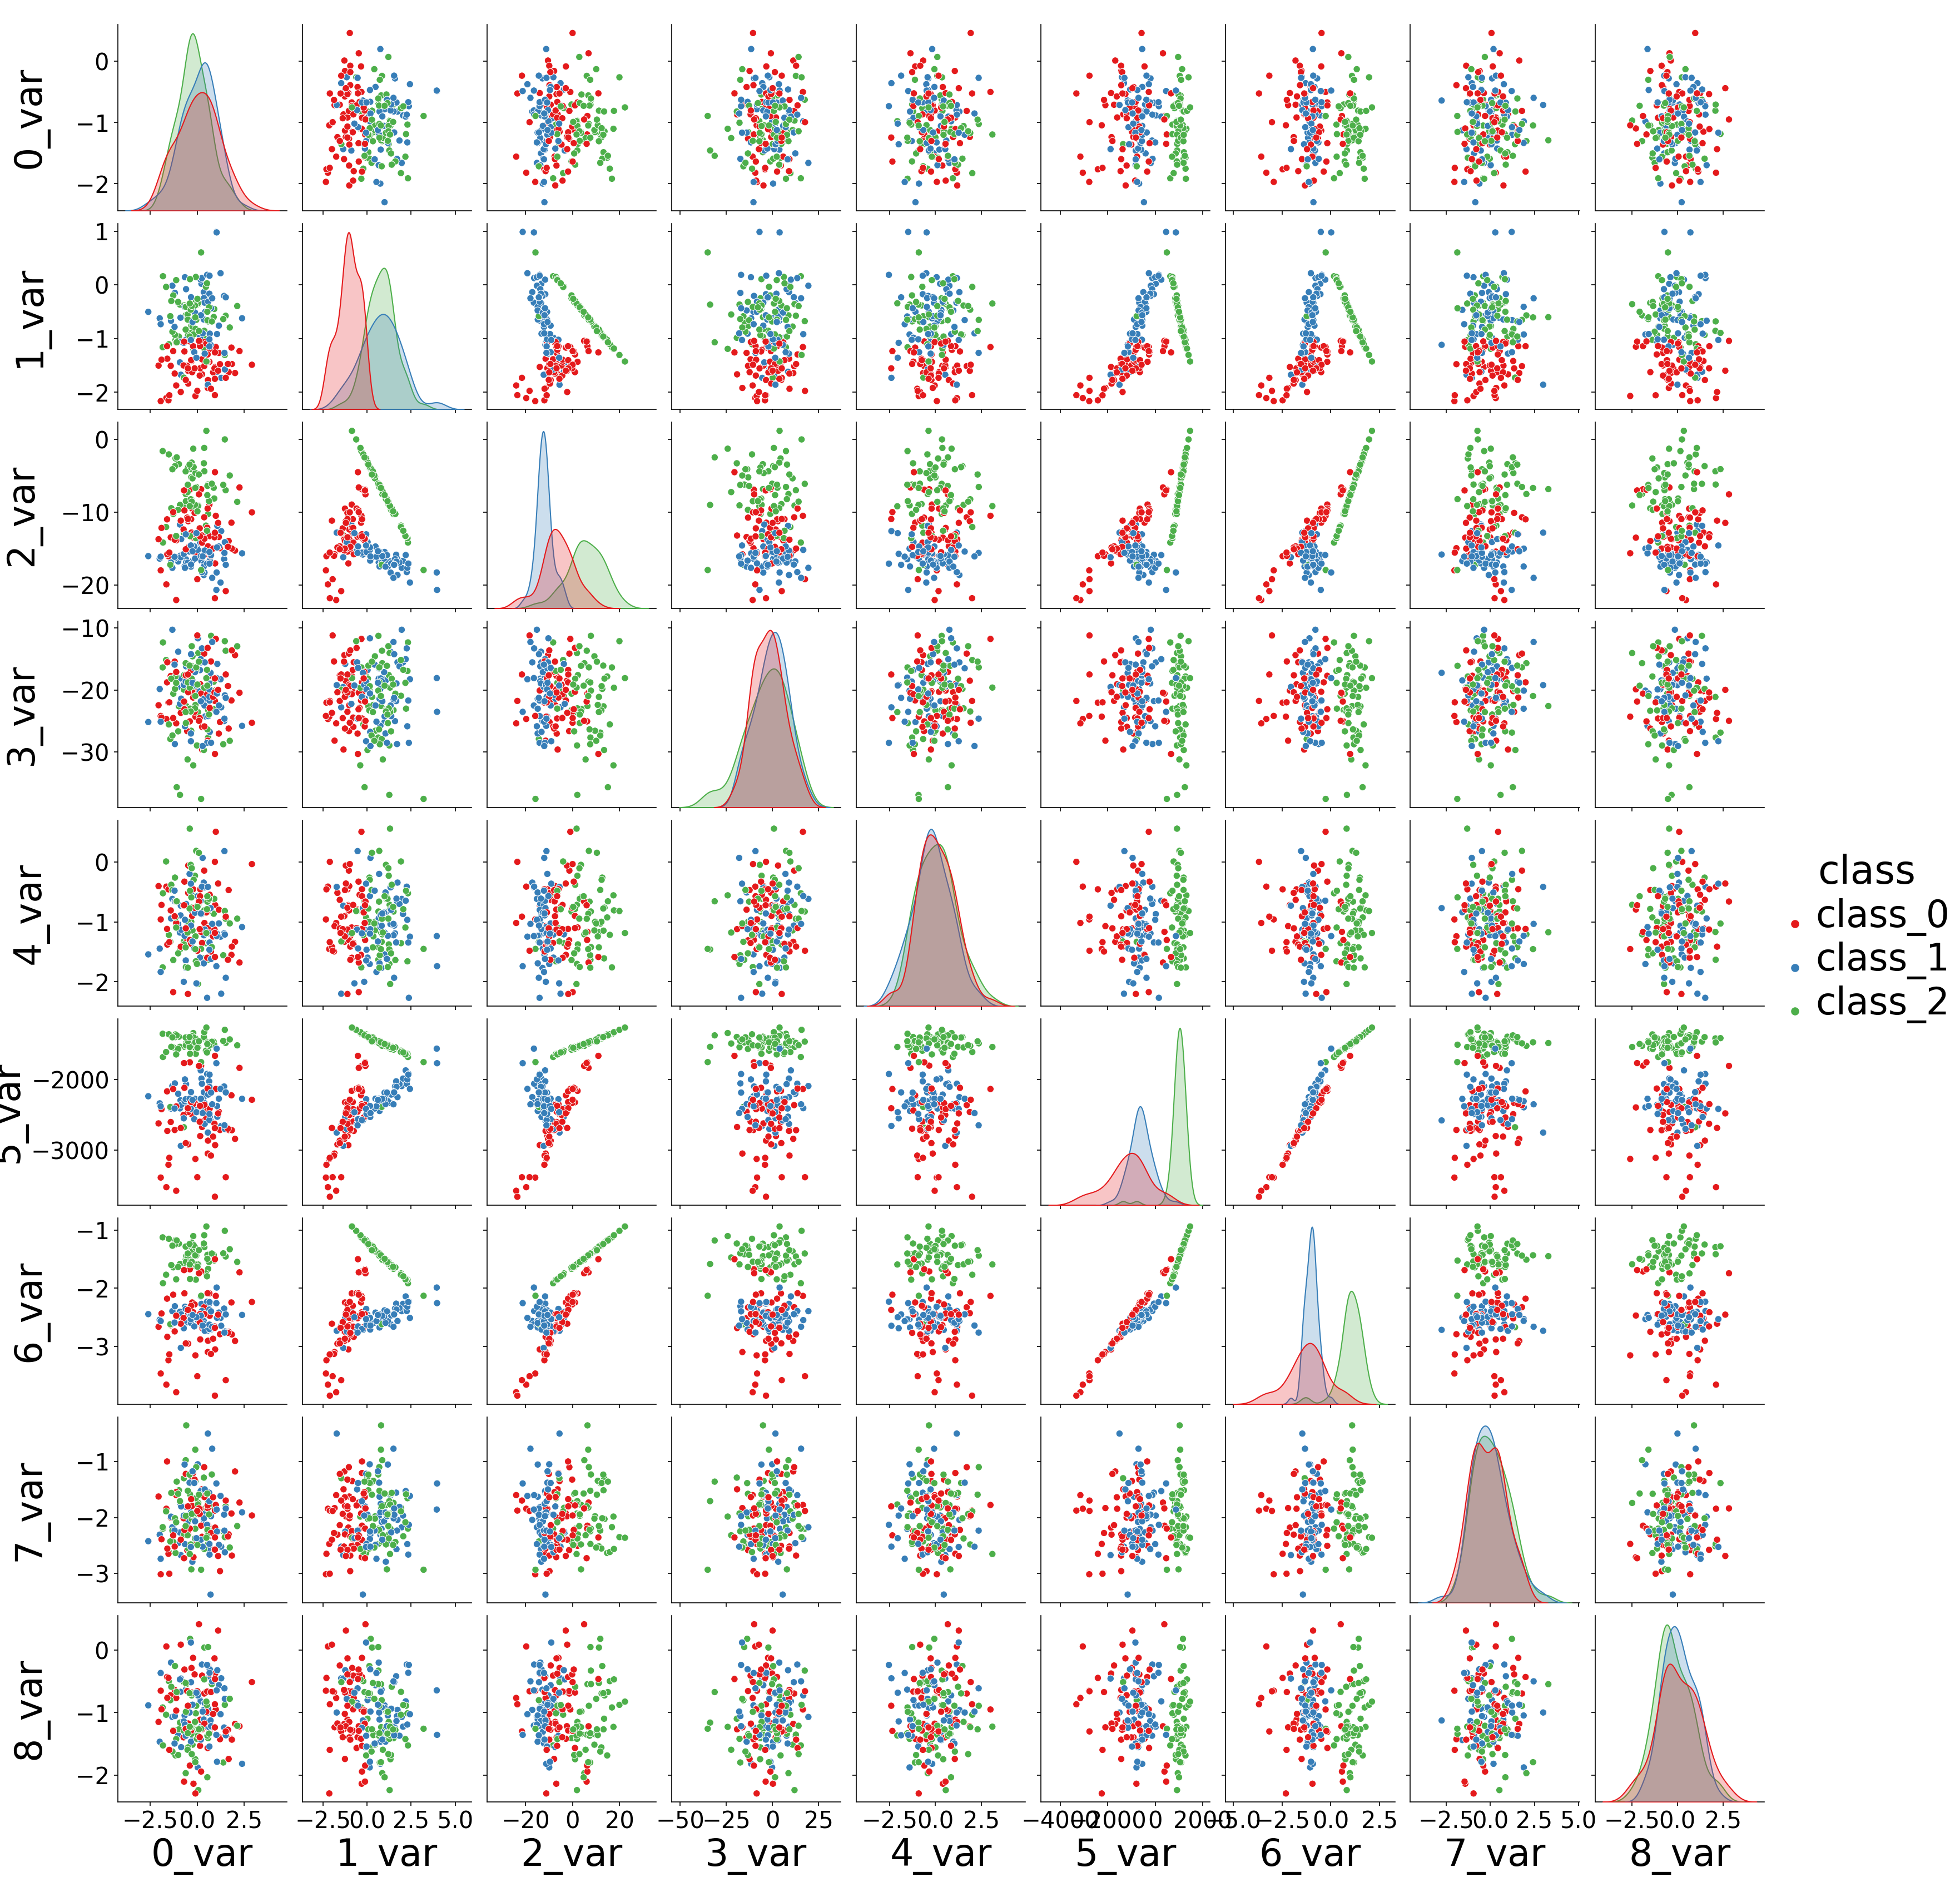 0_var
0
−1
−2
1_var
1
0
−1
−2
2_var
0
−10
−20
3_var
−10
−20
−30
4_var
0
−1
−2
5_var
−2000
−3000
6_var
−1
−2
−3
7_var
−1
−2
−3
8_var
0
−1
−2
−2.5 0.0 2.5
−2.5 0.0 2.5 5.0
−20 0 20
−50 −25 0 25
−2.5 0.0 2.5
−4000 −2000 0 2000
−5.0 −2.5 0.0 2.5
−2.5 0.0 2.5 5.0
−2.5 0.0 2.5
0_var 1_var 2_var 3_var 4_var 5_var 6_var 7_var 8_var
class
class_0
class_1
class_2